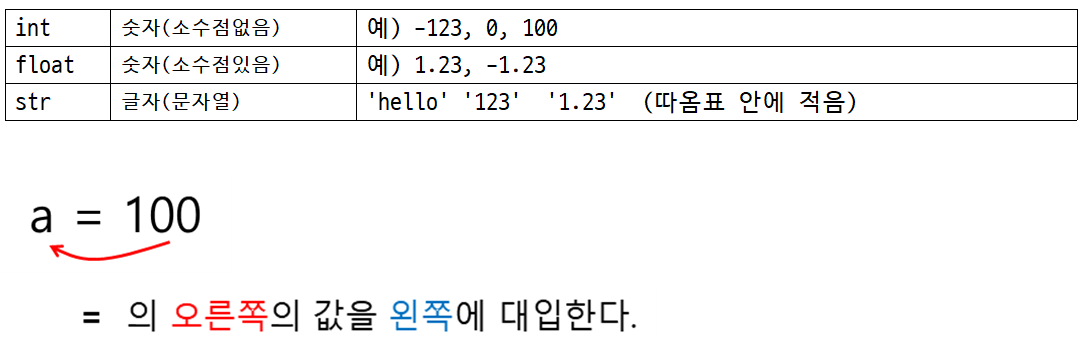 int 숫자(소수점없음) 예) -123, 0, 100
float 숫자(소수점있음) 예) 1.23, -1.23
str 글자(문자열) 'hello' '123' '1.23' (따옴표 안에 적음)
a = 100
= 의 오른쪽의 값을 왼쪽에 대입한다.